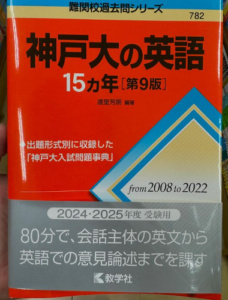 難関校過去問シリーズ
782
神戸大の英語
15カ年[第9版]
編著
出題形式別に収録した
「神戸大入試問題事典」
from 2008 to 2022
2024・2025年度 受験用
80分で、会話主体の英文から
英語での意見論述までを課す
教学社